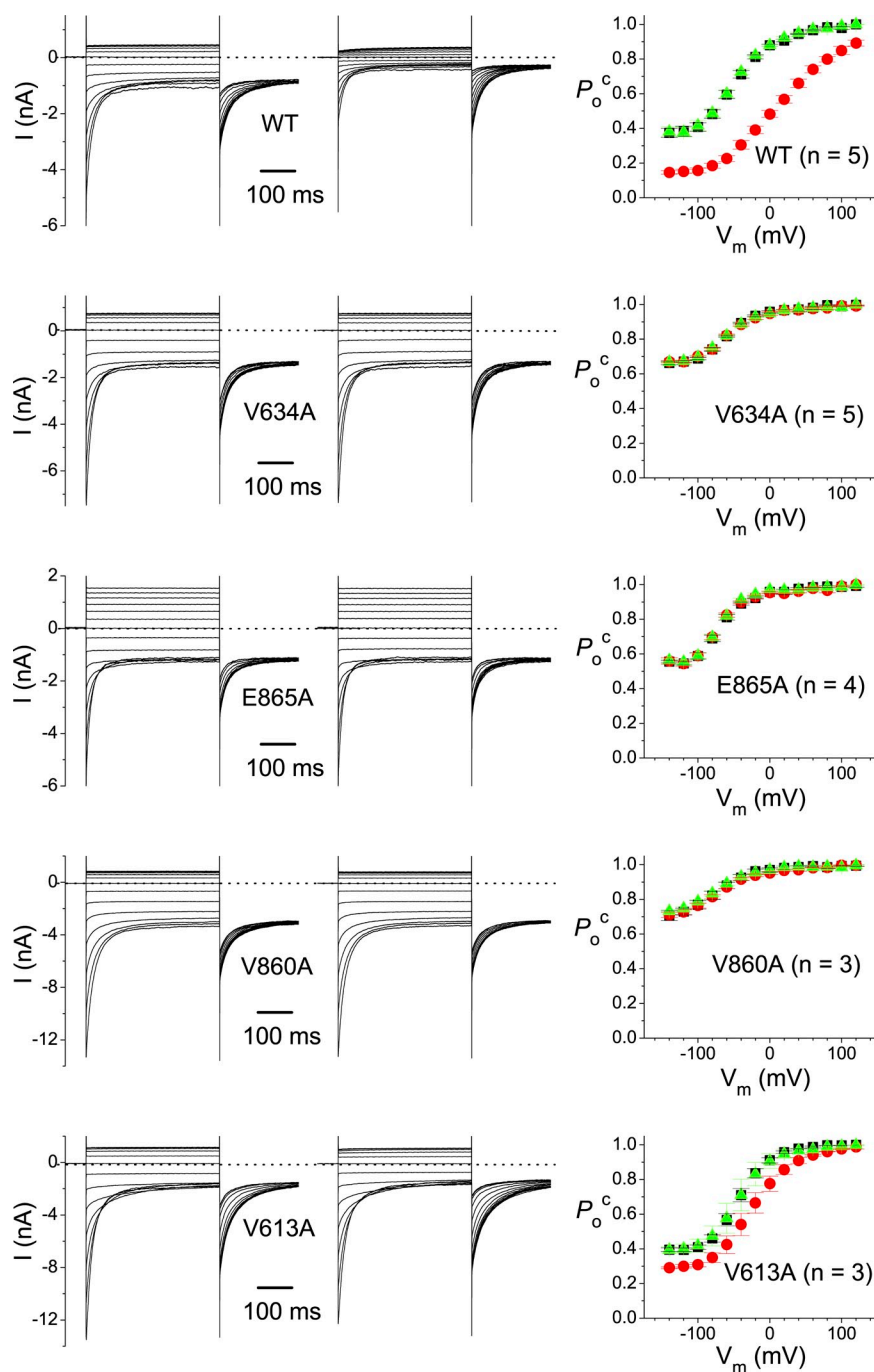 I (nA)
0
-2
-4
-6
WT
100 ms
P_o^c
1.0
0.8
0.6
0.4
0.2
0.0
WT (n = 5)
-100 0 100
V_m (mV)
I (nA)
0
-2
-4
-6
V634A
100 ms
P_o^c
1.0
0.8
0.6
0.4
0.2
0.0
V634A (n = 5)
-100 0 100
V_m (mV)
I (nA)
2
0
-2
-4
-6
E865A
100 ms
P_o^c
1.0
0.8
0.6
0.4
0.2
0.0
E865A (n = 4)
-100 0 100
V_m (mV)
I (nA)
0
-4
-8
-12
V860A
100 ms
P_o^c
1.0
0.8
0.6
0.4
0.2
0.0
V860A (n = 3)
-100 0 100
V_m (mV)
I (nA)
0
-4
-8
-12
V613A
100 ms
P_o^c
1.0
0.8
0.6
0.4
0.2
0.0
V613A (n = 3)
-100 0 100
V_m (mV)